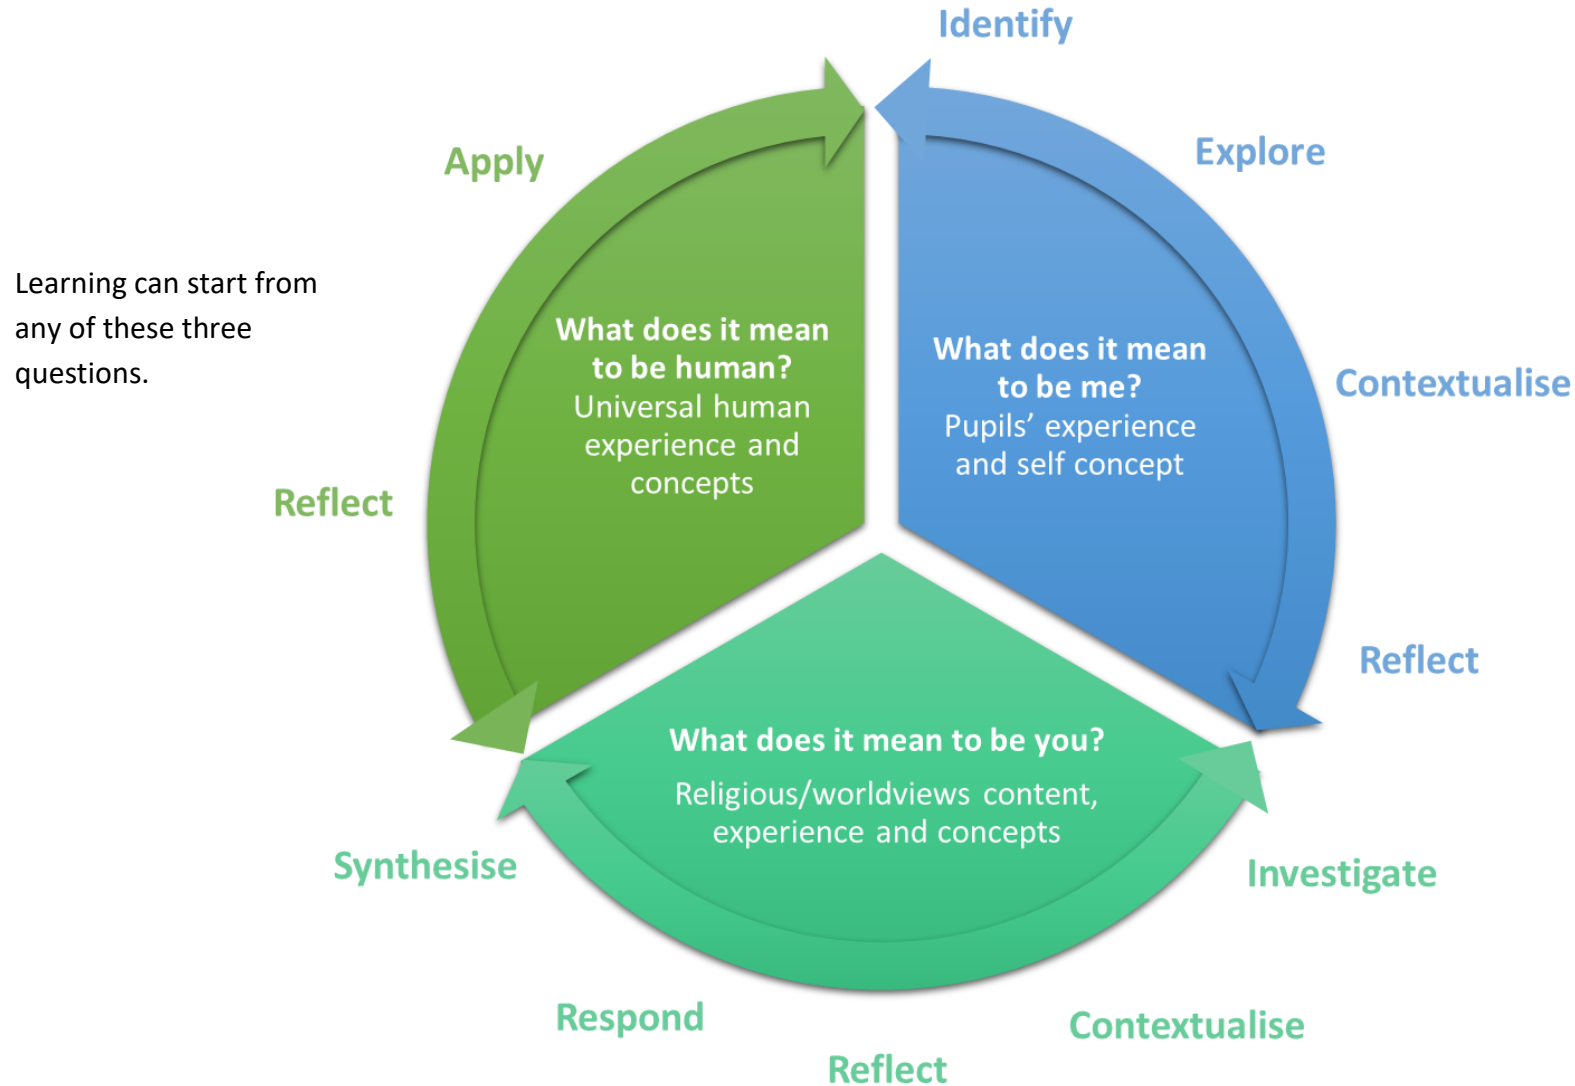 Identify
Explore
Contextualise
Reflect
Investigate
Contextualise
Reflect
Respond
Synthesise
Reflect
Apply
Learning can start from
any of these three
questions.
What does it mean
to be human?
Universal human
experience and
concepts
What does it mean
to be me?
Pupils’ experience
and self concept
What does it mean to be you?
Religious/worldviews content,
experience and concepts